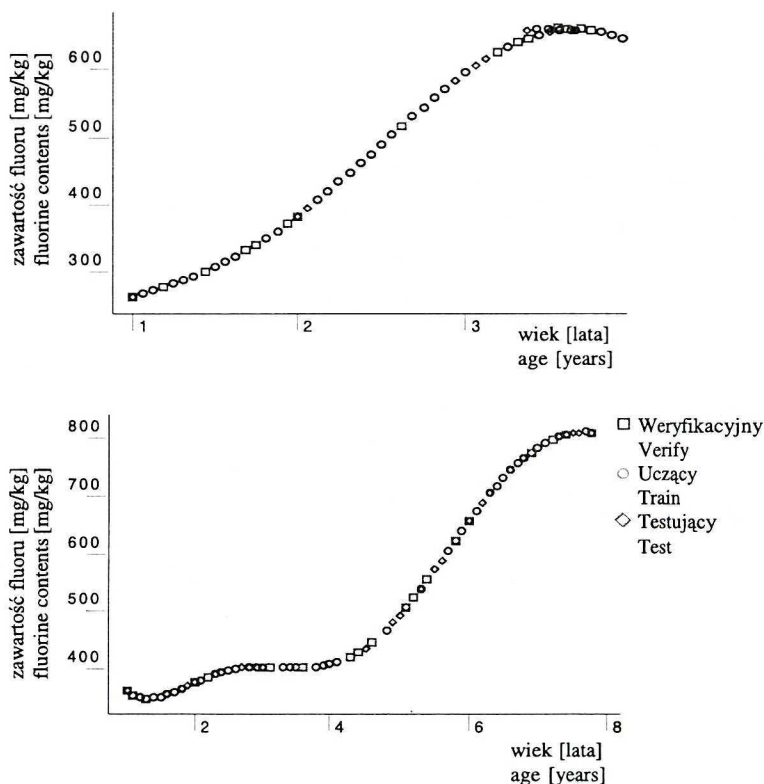 zawartość fluoru [mg/kg]
fluorine contents [mg/kg]
600
500
400
300
1
2
3
wiek [lata]
age [years]
zawartość fluoru [mg/kg]
fluorine contents [mg/kg]
800
700
800
600
500
400
2
4
6
8
wiek [lata]
age [years]
Weryfikacyjny
Verify
Uczący
Train
Testujący
Test